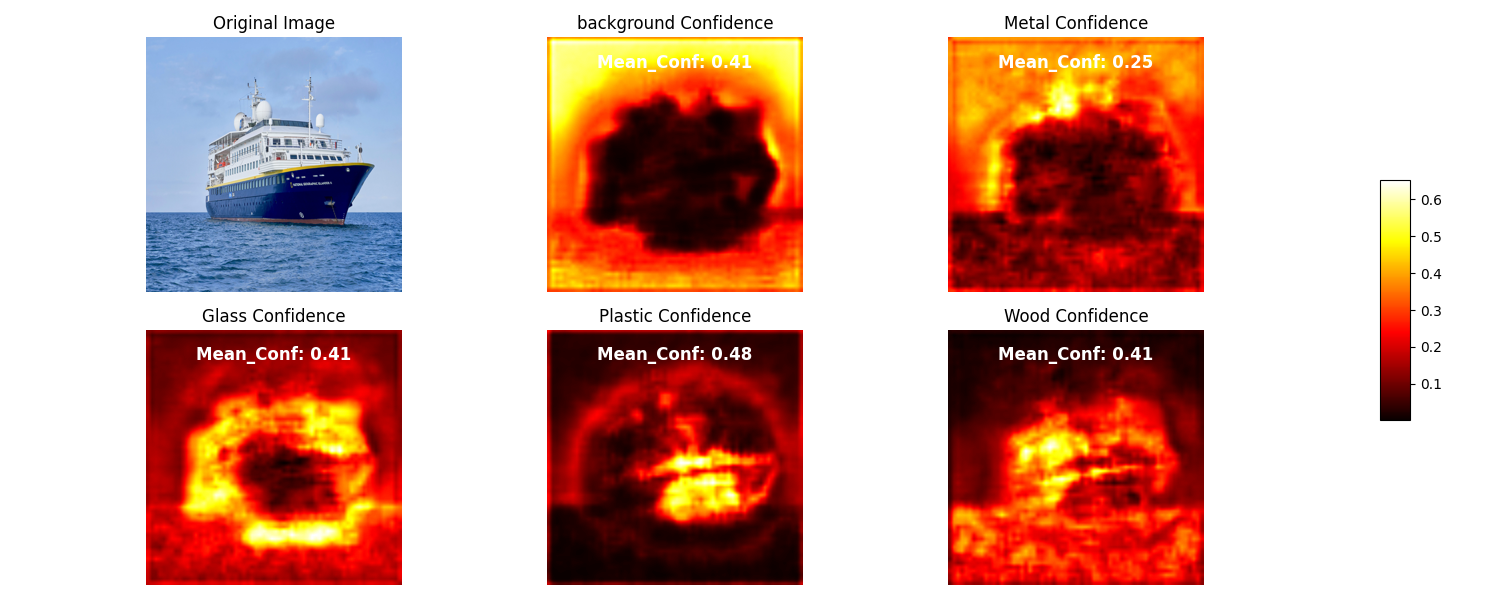 Original Image
background Confidence
Metal Confidence
Mean_Conf: 0.41
Mean_Conf: 0.25
Glass Confidence
Plastic Confidence
Wood Confidence
Mean_Conf: 0.41
Mean_Conf: 0.48
Mean_Conf: 0.41
0.6
0.5
0.4
0.3
0.2
0.1